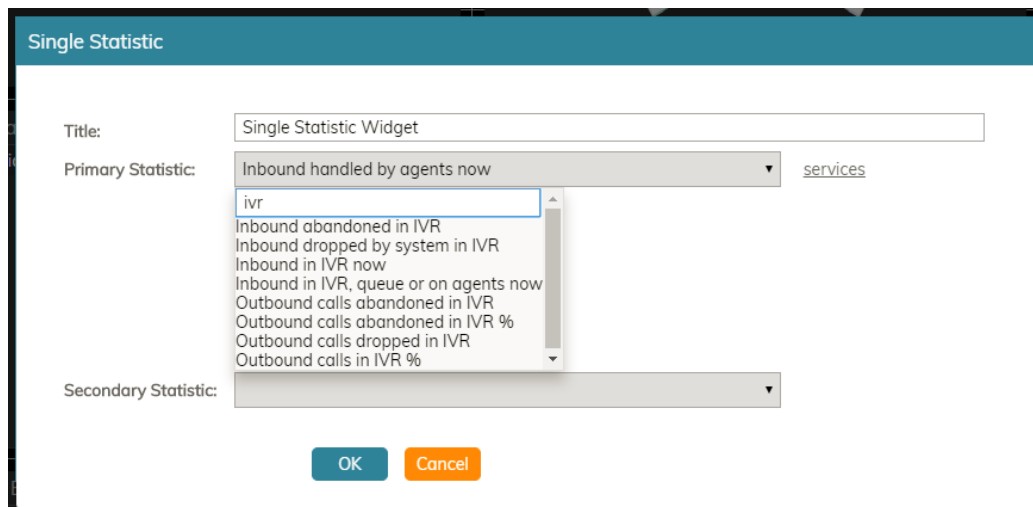 Single Statistic
Title:
Single Statistic Widget
Primary Statistic:
Inbound handled by agents now
services
ivr
Inbound abandoned in IVR
Inbound dropped by system in IVR
Inbound in IVR now
Inbound in IVR, queue or on agents now
Outbound calls abandoned in IVR
Outbound calls abandoned in IVR %
Outbound calls dropped in IVR
Outbound calls in IVR %
Secondary Statistic:
OK
Cancel